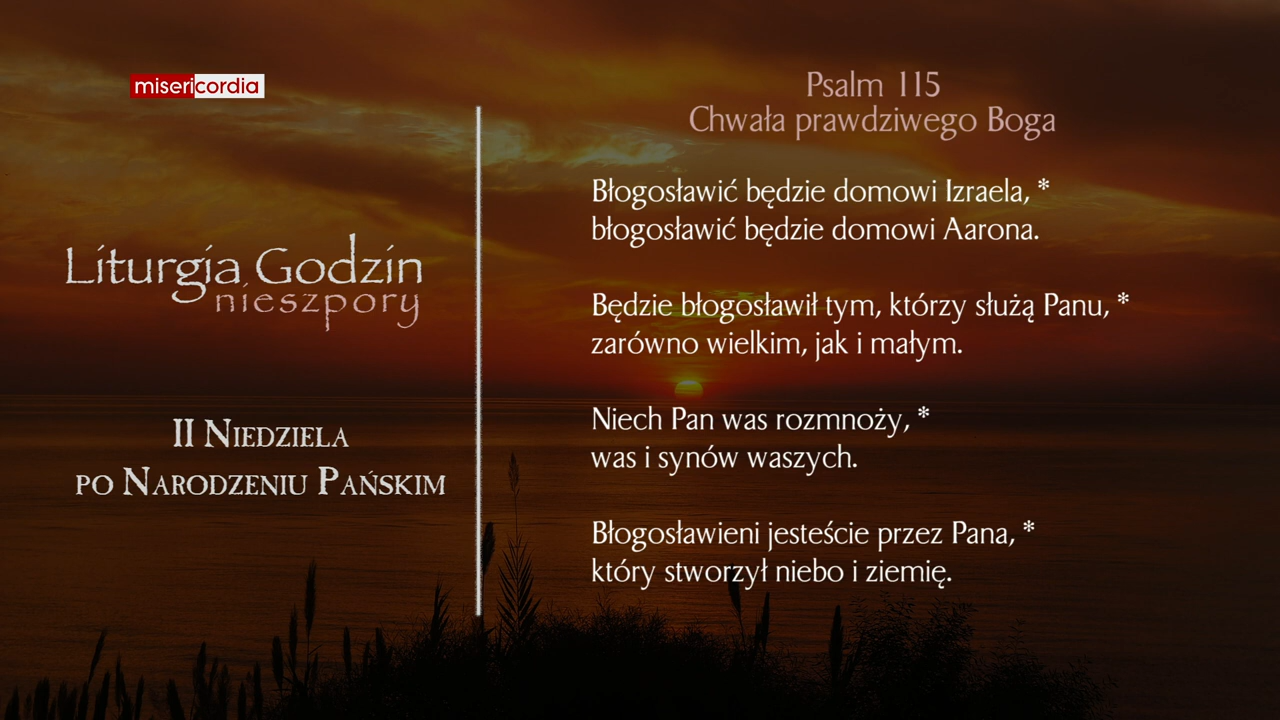 misericordia
Liturgia Godzin
nieszpory
II Niedziela
po Narodzeniu Pańskim
Psalm 115
Chwała prawdziwego Boga
Błogosławić będzie domowi Izraela, *
błogosławić będzie domowi Aarona.
Będzie błogosławił tym, którzy służą Panu, *
zarówno wielkim, jak i małym.
Niech Pan was rozmnoży, *
was i synów waszych.
Błogosławieni jesteście przez Pana, *
który stworzył niebo i ziemię.